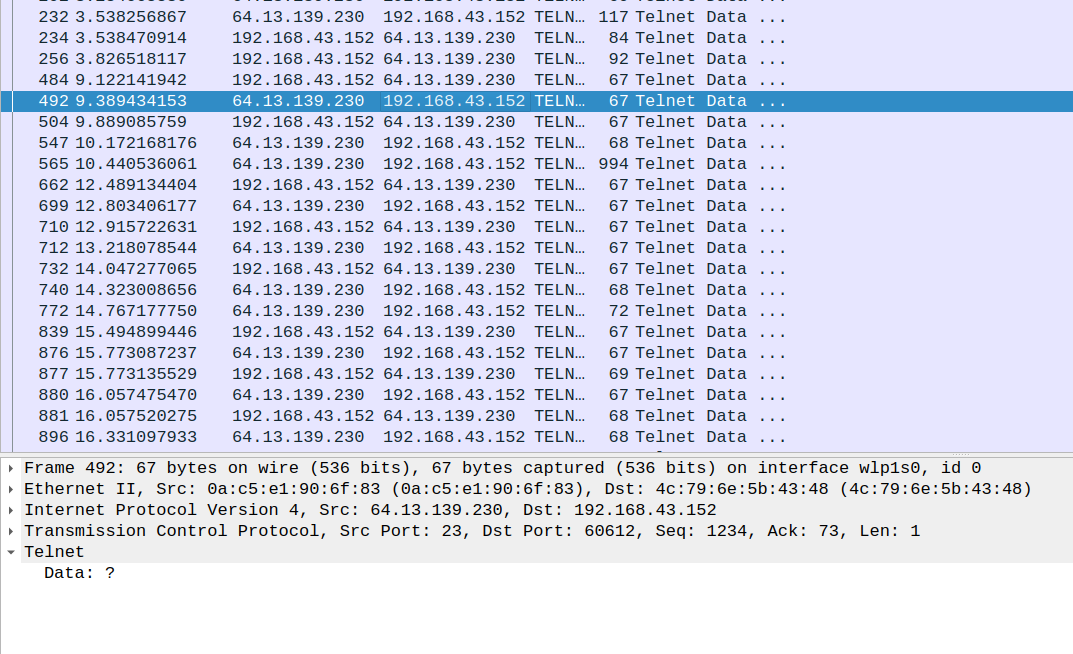 232 3.538256867 64.13.139.230 192.168.43.152 TELN… 117 Telnet Data ...
234 3.538470914 192.168.43.152 64.13.139.230 TELN… 84 Telnet Data ...
256 3.826518117 192.168.43.152 64.13.139.230 TELN… 92 Telnet Data ...
484 9.122141942 192.168.43.152 64.13.139.230 TELN… 67 Telnet Data ...
492 9.389434153 64.13.139.230 192.168.43.152 TELN… 67 Telnet Data ...
504 9.889085759 192.168.43.152 64.13.139.230 TELN… 67 Telnet Data ...
547 10.172168176 64.13.139.230 192.168.43.152 TELN… 68 Telnet Data ...
565 10.440536061 64.13.139.230 192.168.43.152 TELN… 994 Telnet Data ...
662 12.489134404 192.168.43.152 64.13.139.230 TELN… 67 Telnet Data ...
699 12.803406177 64.13.139.230 192.168.43.152 TELN… 67 Telnet Data ...
710 12.915722631 192.168.43.152 64.13.139.230 TELN… 67 Telnet Data ...
712 13.218078544 64.13.139.230 192.168.43.152 TELN… 67 Telnet Data ...
732 14.047277065 192.168.43.152 64.13.139.230 TELN… 67 Telnet Data ...
740 14.323008656 64.13.139.230 192.168.43.152 TELN… 68 Telnet Data ...
772 14.767177750 64.13.139.230 192.168.43.152 TELN… 72 Telnet Data ...
839 15.494899446 192.168.43.152 64.13.139.230 TELN… 67 Telnet Data ...
876 15.773087237 64.13.139.230 192.168.43.152 TELN… 67 Telnet Data ...
877 15.773135529 192.168.43.152 64.13.139.230 TELN… 69 Telnet Data ...
880 16.057475470 64.13.139.230 192.168.43.152 TELN… 67 Telnet Data ...
881 16.057520275 192.168.43.152 64.13.139.230 TELN… 68 Telnet Data ...
896 16.331097933 64.13.139.230 192.168.43.152 TELN… 68 Telnet Data ...
Frame 492: 67 bytes on wire (536 bits), 67 bytes captured (536 bits) on interface wlp1s0, id 0
Ethernet II, Src: 0a:c5:e1:90:6f:83 (0a:c5:e1:90:6f:83), Dst: 4c:79:6e:5b:43:48 (4c:79:6e:5b:43:48)
Internet Protocol Version 4, Src: 64.13.139.230, Dst: 192.168.43.152
Transmission Control Protocol, Src Port: 23, Dst Port: 60612, Seq: 1234, Ack: 73, Len: 1
Telnet
Data: ?